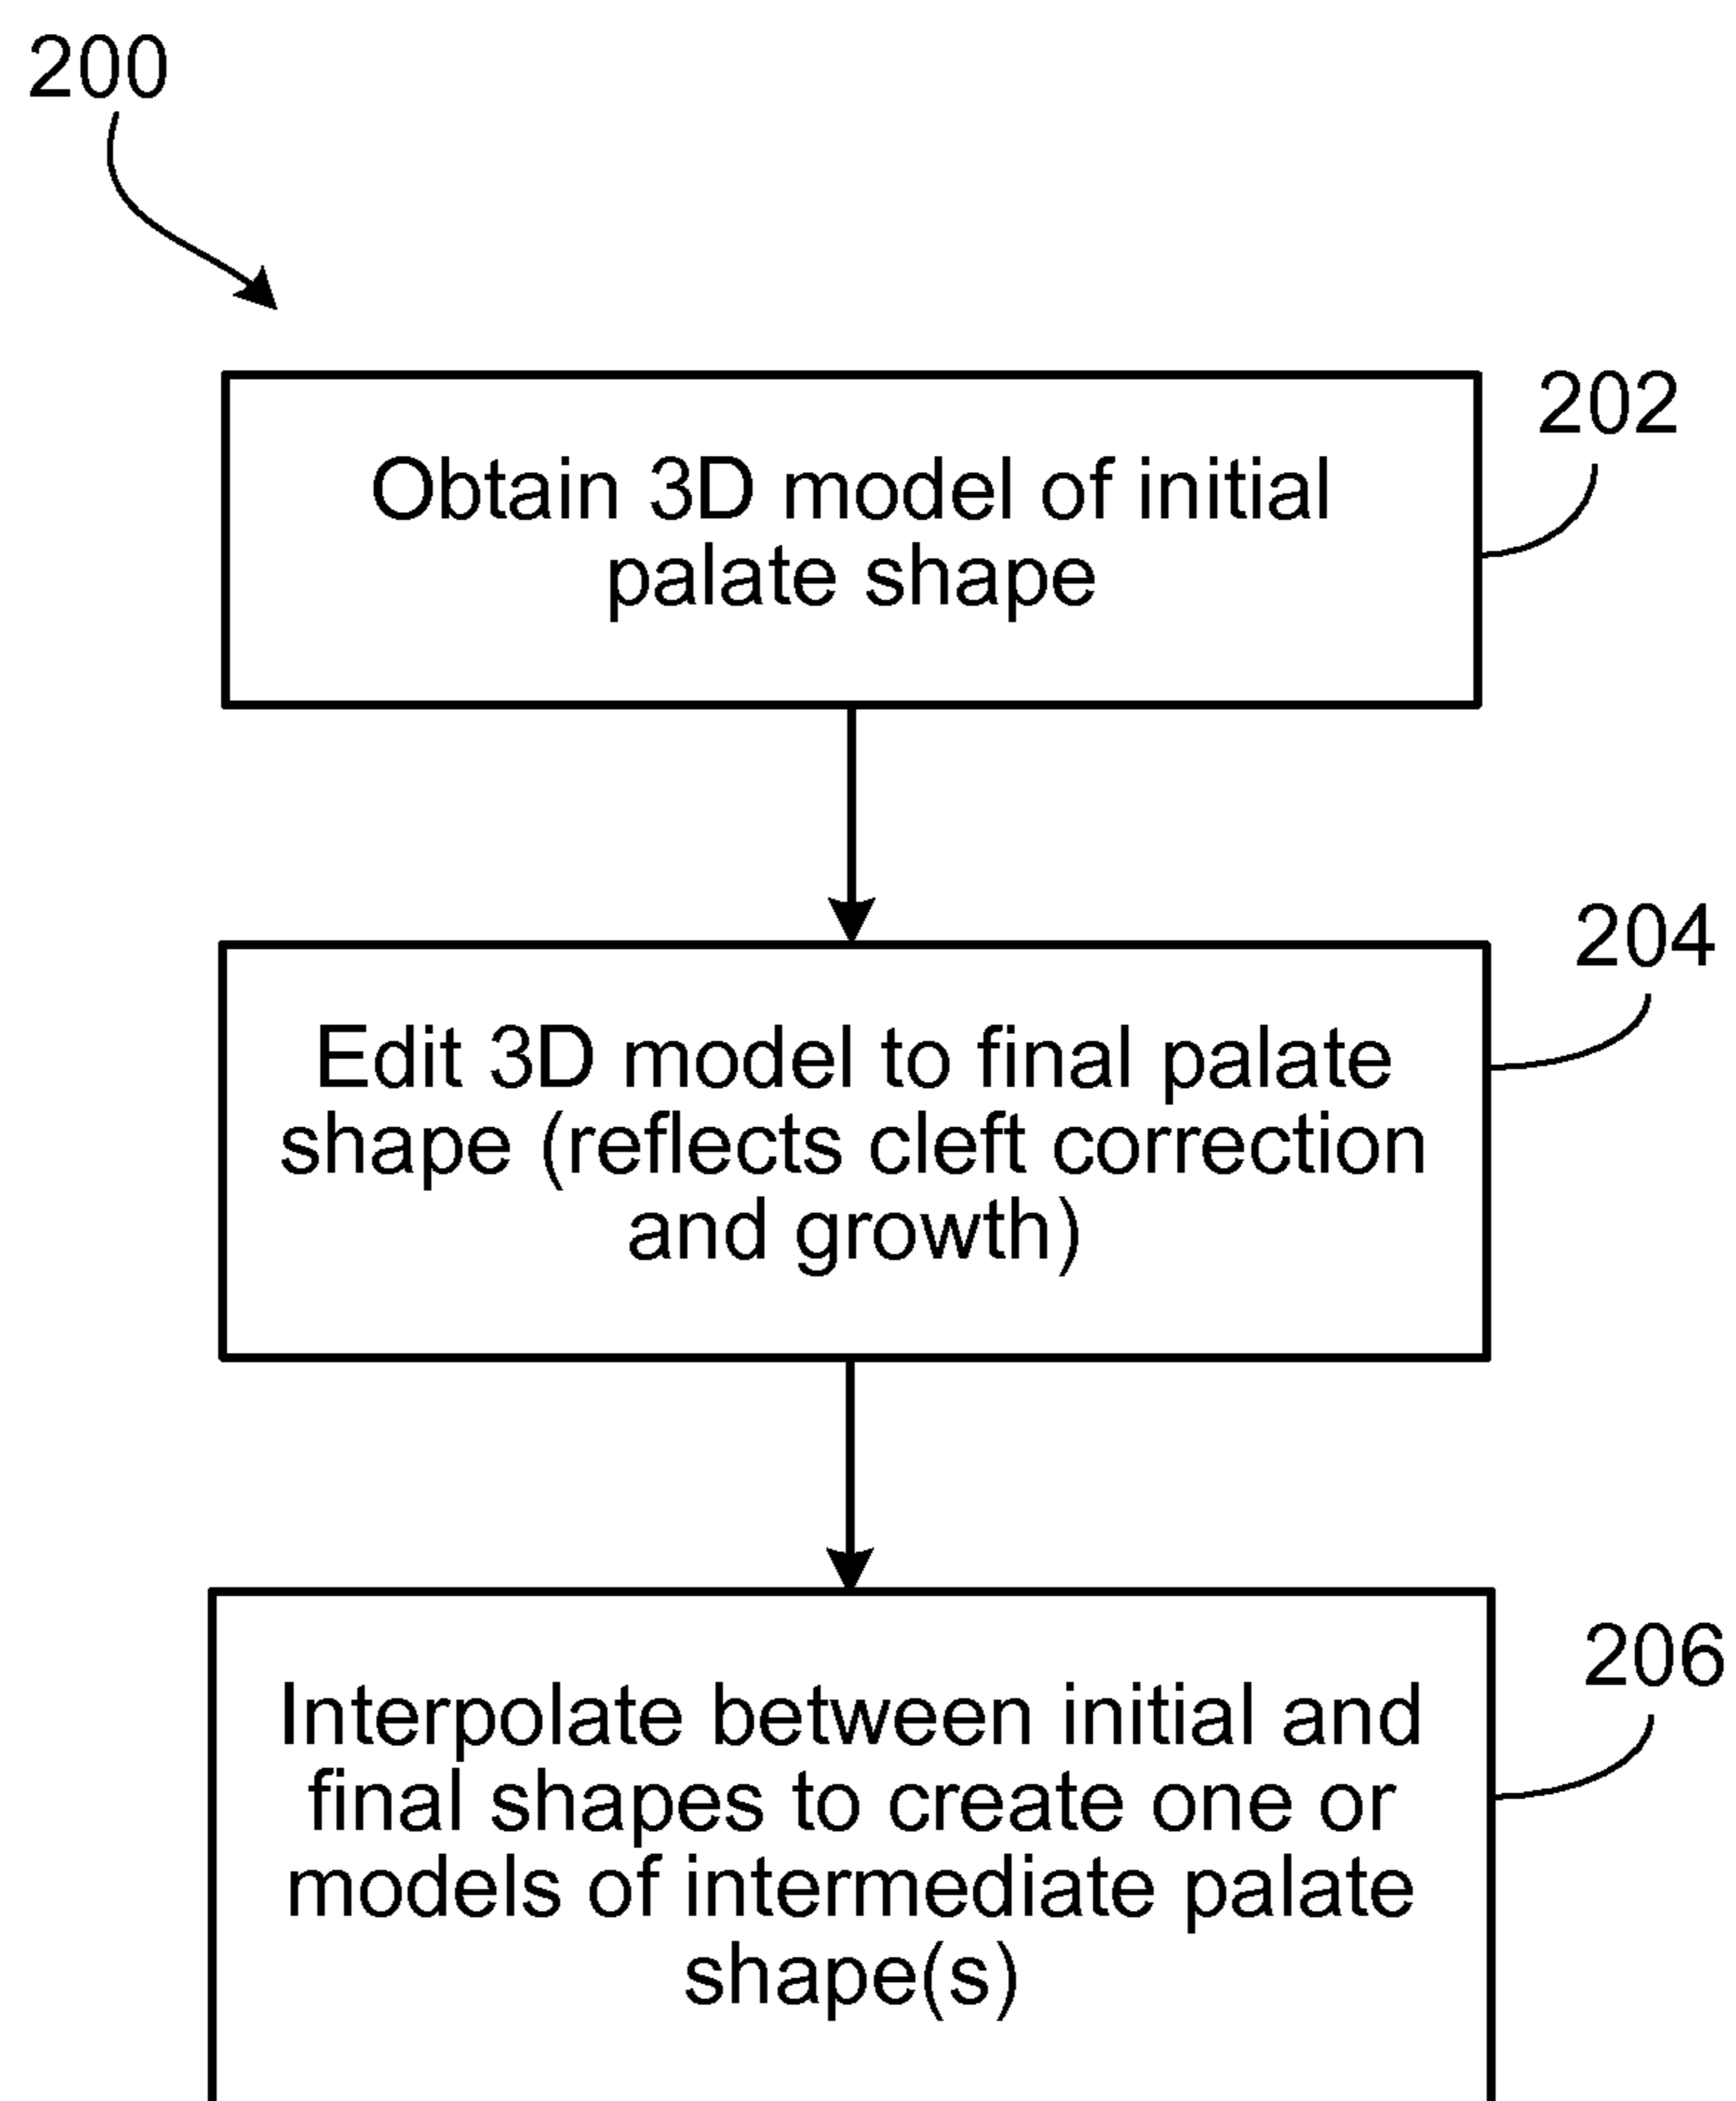 200
202
Obtain 3D model of initial
palate shape
204
Edit 3D model to final palate
shape (reflects cleft correction
and growth)
206
Interpolate between initial and
final shapes to create one or
models of intermediate palate
shape(s)